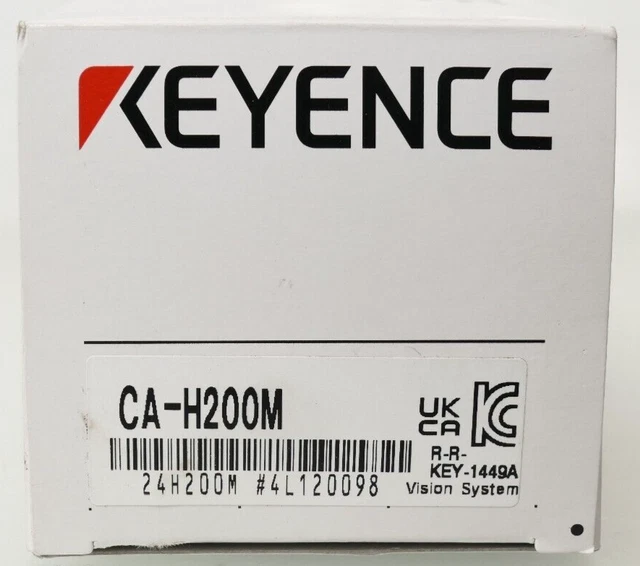 KEYENCE
CA-H200M
UK
CA
R-R-
KEY-1449A
24H200M #4L120098
Vision System